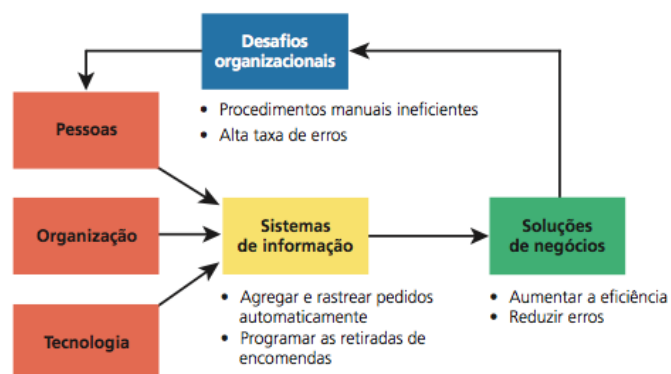 Desafios
organizacionais
• Procedimentos manuais ineficientes
• Alta taxa de erros
Pessoas
Organização
Tecnologia
Sistemas
de informação
• Agregar e rastrear pedidos
automaticamente
• Programar as retiradas de
encomendas
Soluções
de negócios
• Aumentar a eficiência
• Reduzir erros